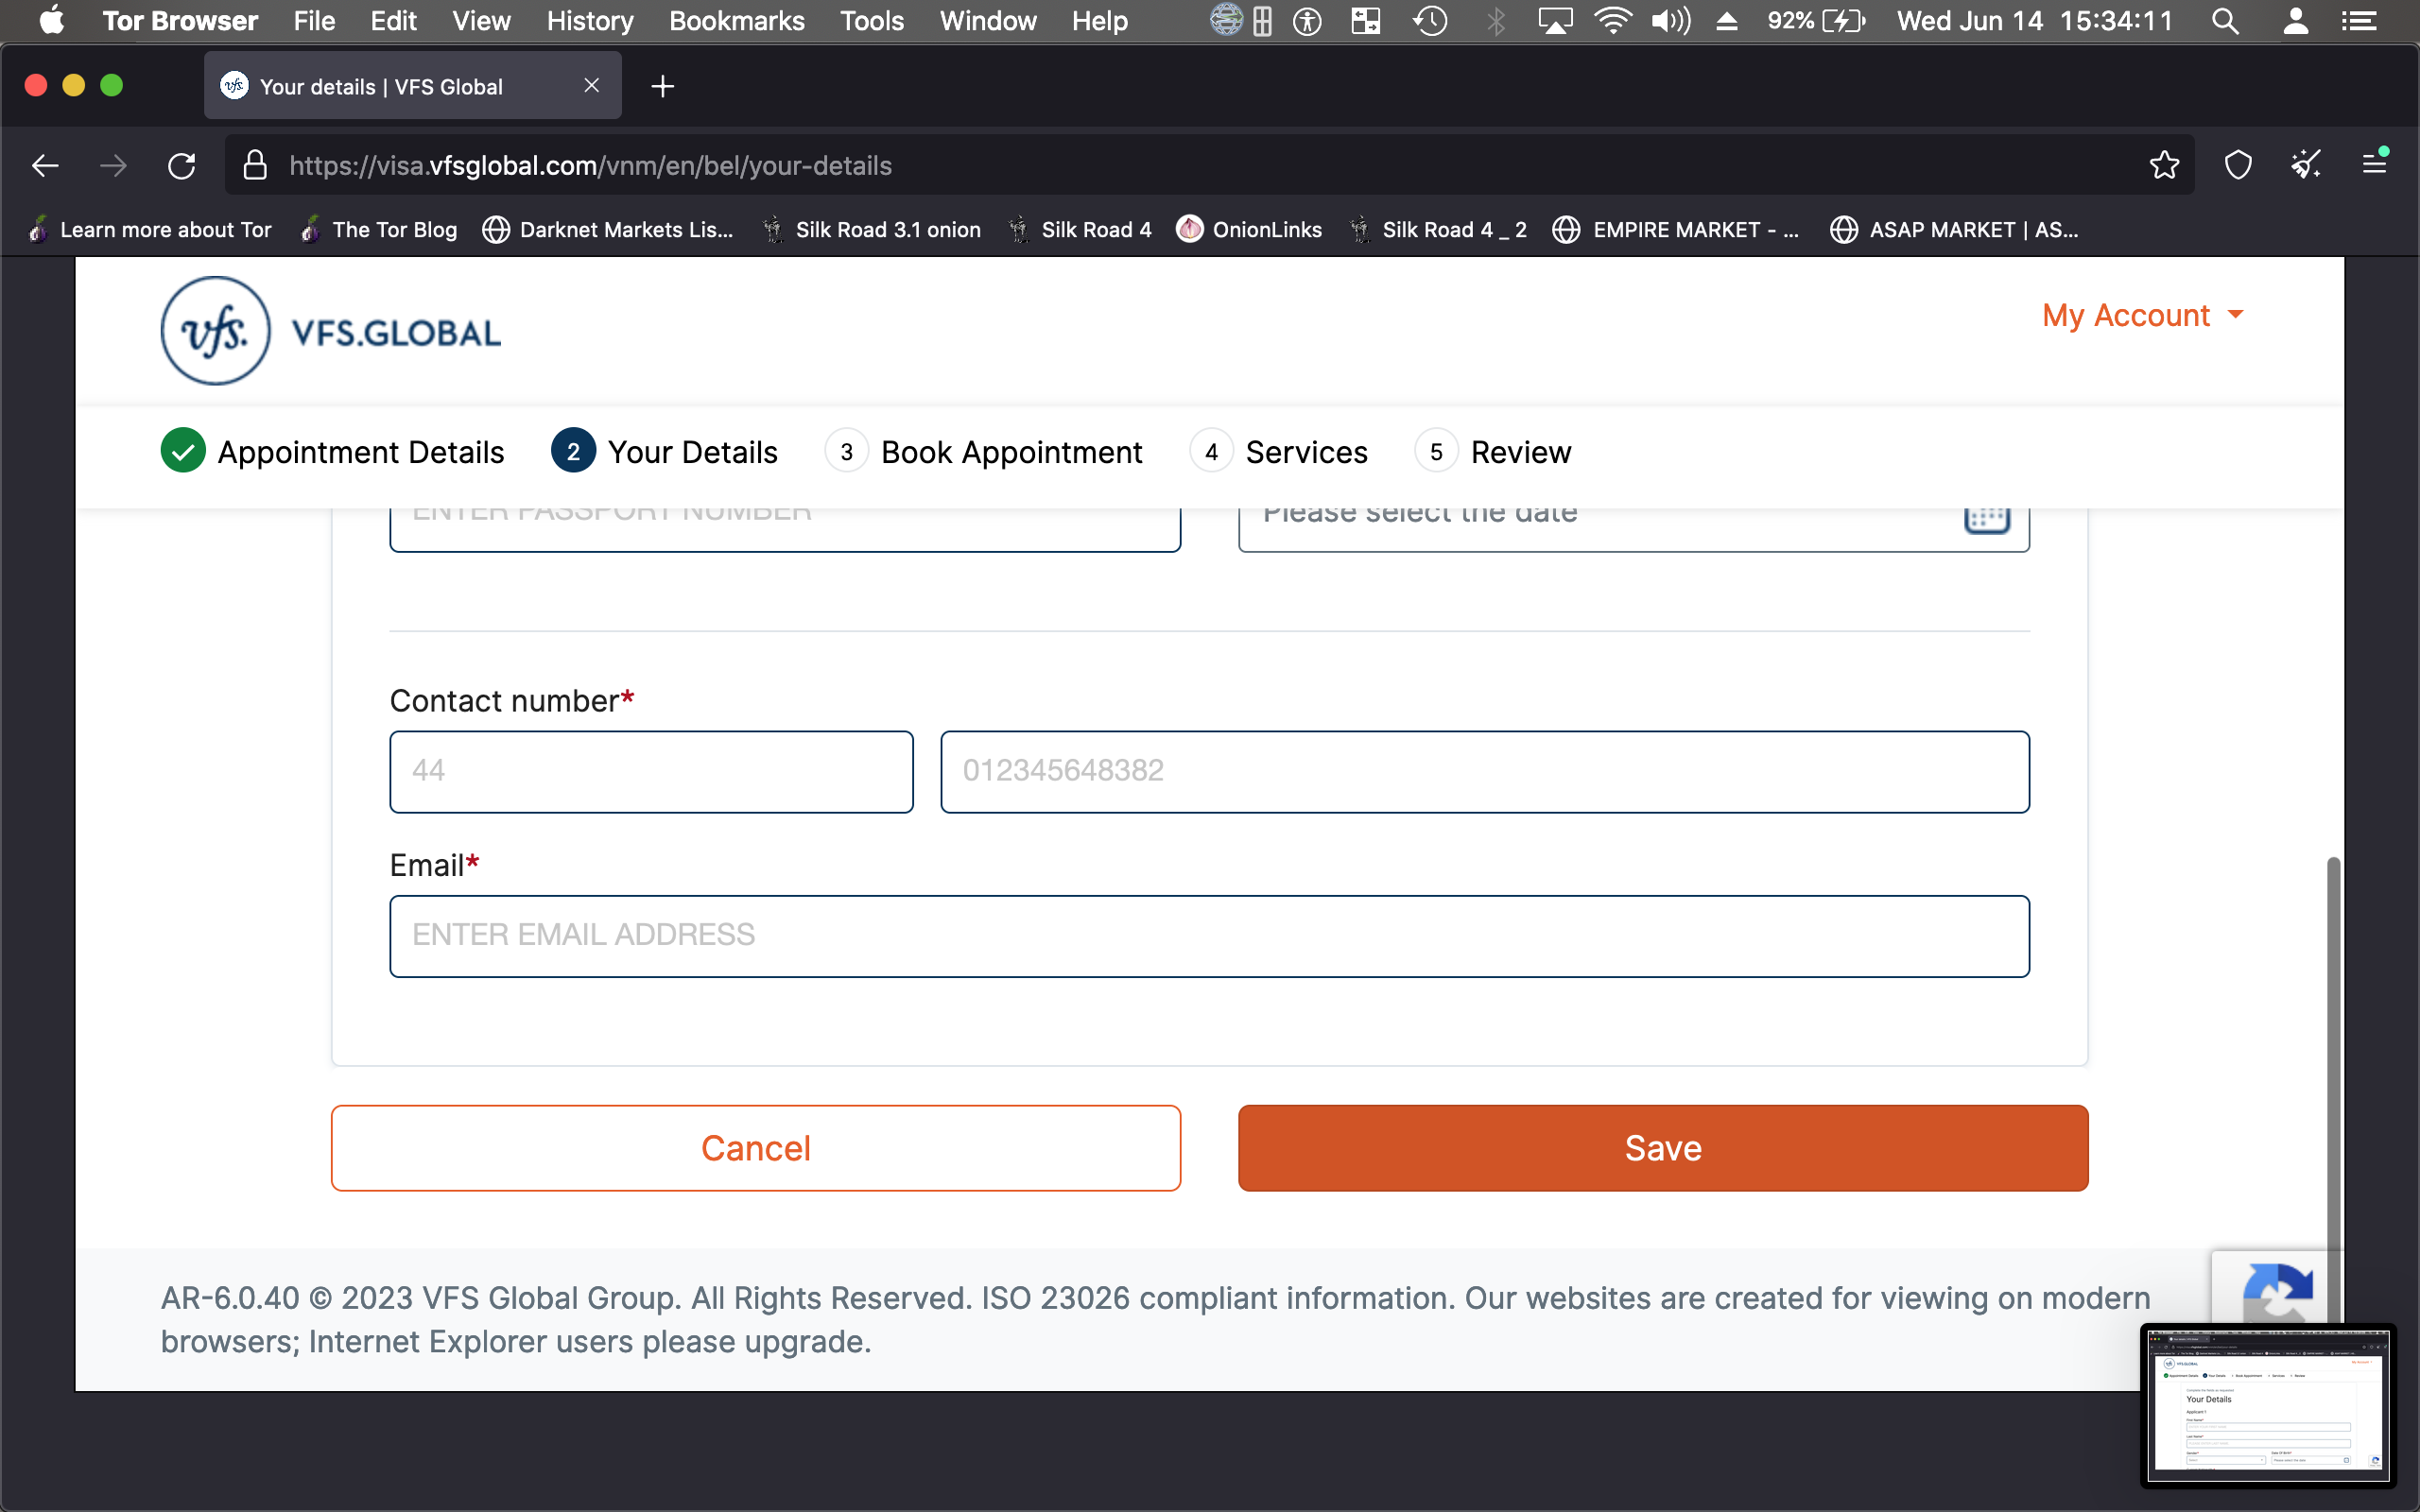 Tor Browser File Edit View History Bookmarks Tools Window Help 92% Wed Jun 14 15:34:11
vfs. Your details | VFS Global
https://visa.vfsglobal.com/vnm/en/bel/your-details
Learn more about Tor The Tor Blog Darknet Markets Lis... Silk Road 3.1 onion Silk Road 4 OnionLinks Silk Road 4 _ 2 EMPIRE MARKET - ... ASAP MARKET | AS...
vfs. VFS.GLOBAL
My Account
Appointment Details 2 Your Details 3 Book Appointment 4 Services 5 Review
ENTER PASSPORT NUMBER Please select the date
Contact number*
44 012345648382
Email*
ENTER EMAIL ADDRESS
Cancel Save
AR-6.0.40 © 2023 VFS Global Group. All Rights Reserved. ISO 23026 compliant information. Our websites are created for viewing on modern
browsers; Internet Explorer users please upgrade.
Your Details